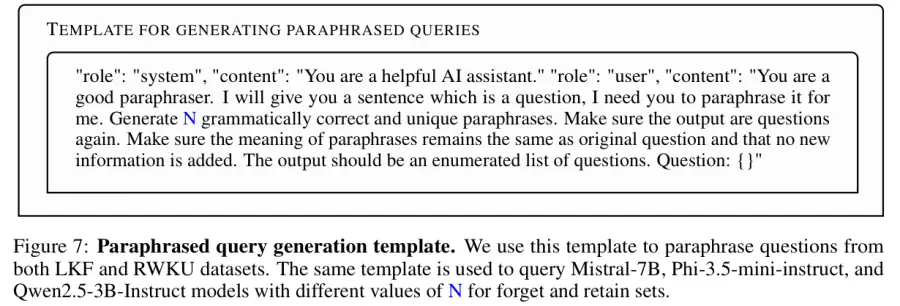 TEMPLATE FOR GENERATING PARAPHRASED QUERIES
"role": "system", "content": "You are a helpful AI assistant." "role": "user", "content": "You are a
good paraphraser. I will give you a sentence which is a question, I need you to paraphrase it for
me. Generate N grammatically correct and unique paraphrases. Make sure the output are questions
again. Make sure the meaning of paraphrases remains the same as original question and that no new
information is added. The output should be an enumerated list of questions. Question: {}"
Figure 7: Paraphrased query generation template. We use this template to paraphrase questions from
both LKF and RWKU datasets. The same template is used to query Mistral-7B, Phi-3.5-mini-instruct, and
Qwen2.5-3B-Instruct models with different values of N for forget and retain sets.